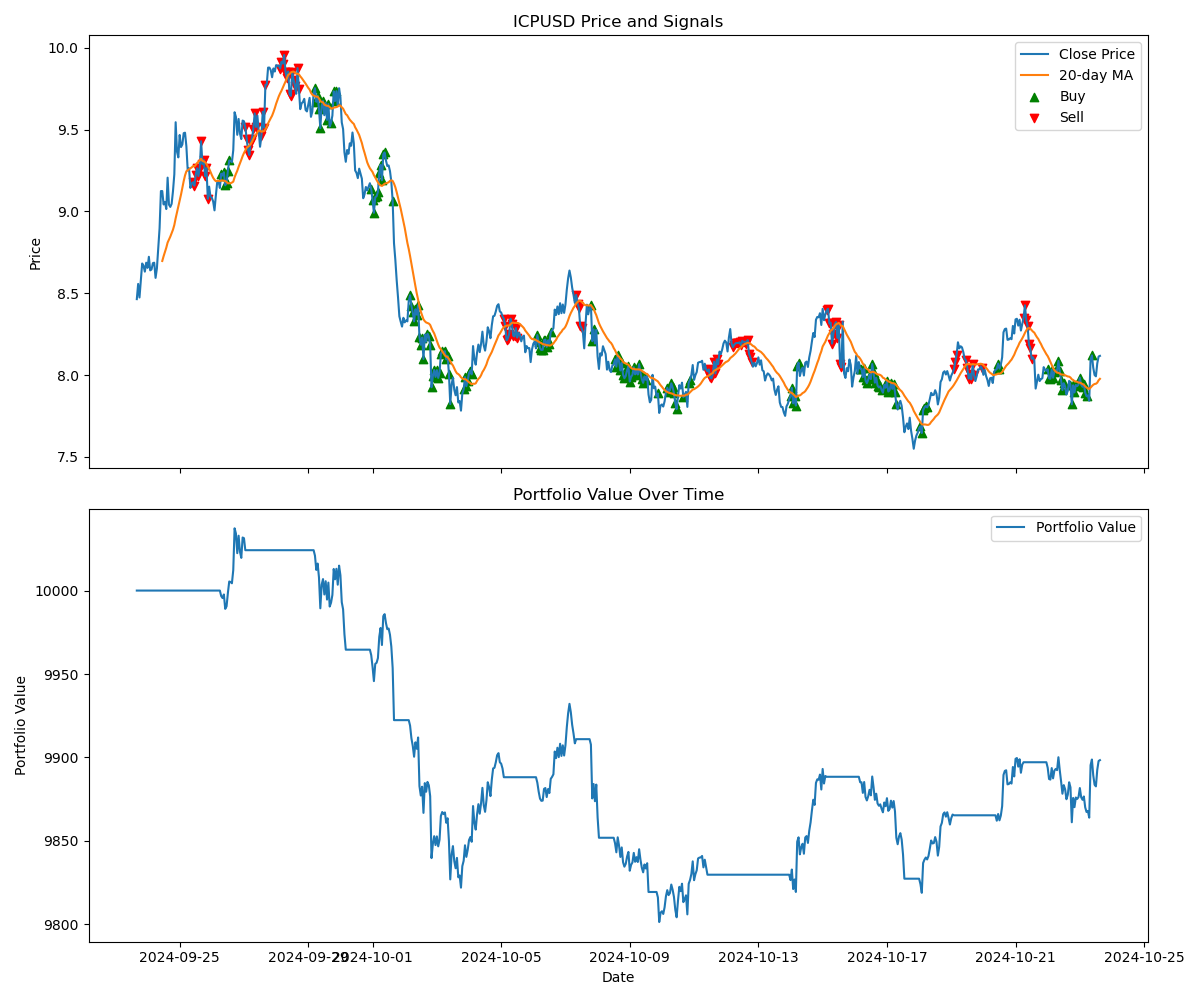 ICPUSD Price and Signals
10.0
9.5
9.0
8.5
8.0
7.5
Price
Close Price
20-day MA
Buy
Sell
Portfolio Value Over Time
10000
9950
9900
9850
9800
Portfolio Value
Portfolio Value
2024-09-25
2024-09-29
2024-10-01
2024-10-05
2024-10-09
2024-10-13
2024-10-17
2024-10-21
2024-10-25
Date